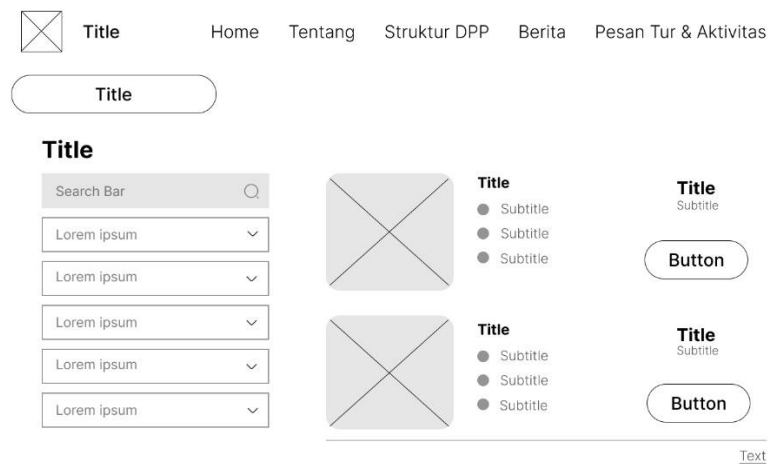 Title Home Tentang Struktur DPP Berita Pesan Tur & Aktivitas
Title
Title
Search Bar
Lorem ipsum
Lorem ipsum
Lorem ipsum
Lorem ipsum
Lorem ipsum
Title
Subtitle
Subtitle
Subtitle
Title
Subtitle
Button
Title
Subtitle
Subtitle
Subtitle
Title
Subtitle
Button
Text